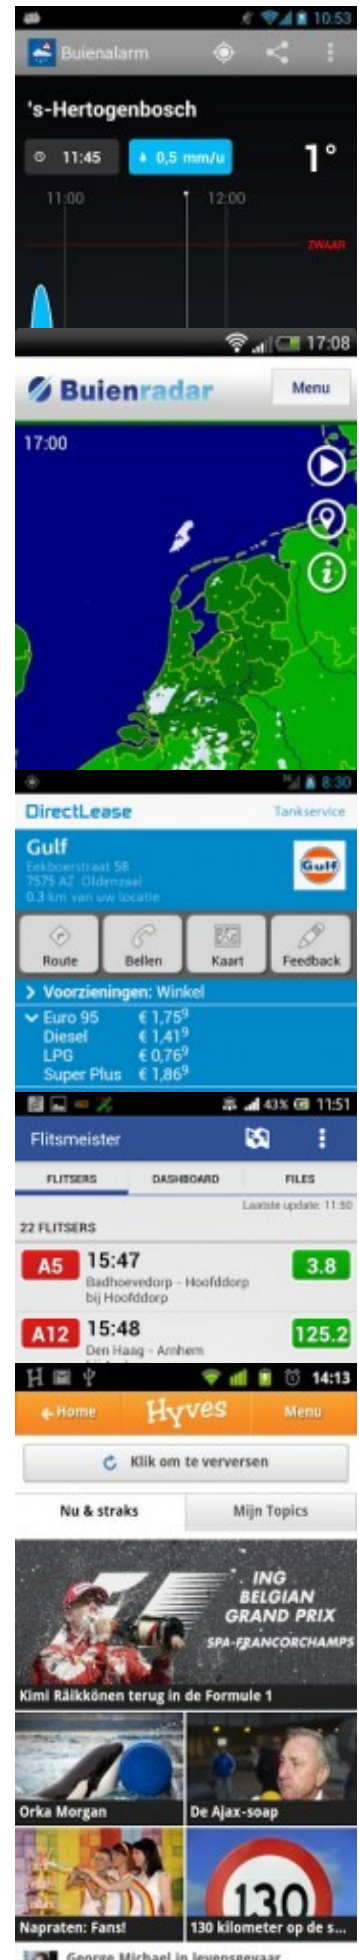 10:53
Buienalarm
's-Hertogenbosch
11:45
0,5 mm/u
1°
11:00
12:00
ZWAAR
17:08
Buienradar
Menu
17:00
8:30
DirectLease
Tankservice
Gulf
Gulf
Eekboerstraat 58
7575 AZ Oldenzaal
0.3 km van uw locatie
Route
Bellen
Kaart
Feedback
Voorzieningen: Winkel
Euro 95 € 1,75⁹
Diesel € 1,41⁹
LPG € 0,76⁹
Super Plus € 1,86⁹
43% 11:51
Flitsmeister
FLITSERS
DASHBOARD
FILES
Laatste update: 11:50
22 FLITSERS
A5
15:47
3.8
Badhoevedorp - Hoofddorp
bij Hoofddorp
A12
15:48
125.2
Den Haag - Arnhem
H
14:13
Home
Hyves
Menu
Klik om te verversen
Nu & straks
Mijn Topics
ING
BELGIAN
GRAND PRIX
SPA-FRANCORCHAMPS
Kimi Räikkönen terug in de Formule 1
Orka Morgan
De Ajax-soap
130
Napraten: Fans!
130 kilometer op de s...
George Michael in levensgevaar